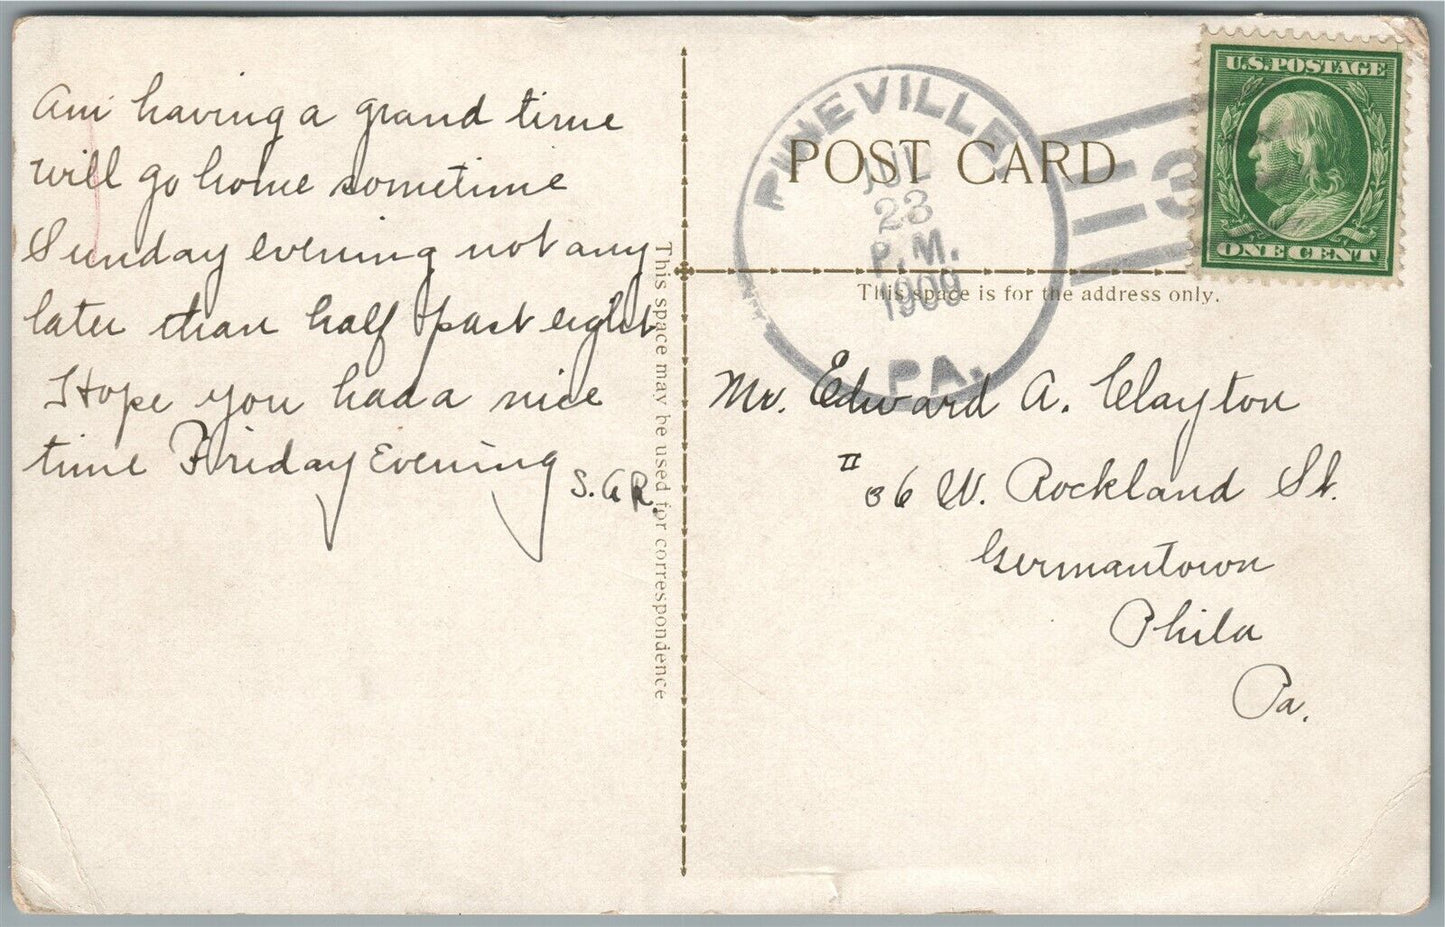 Am having a grand time
will go home sometime
Sunday evening not any
later than half past eight
Hope you had a nice
time Friday Evening
S. A R.
This space may be used for correspondence
POST CARD
This space is for the address only.
PINEVILLE
JUL
23
P.M.
1909
PA.
3
U.S.POSTAGE
ONE CENT
Mr. Edward A. Clayton
36 W. Rockland St.
Germantown
Phila
Pa.